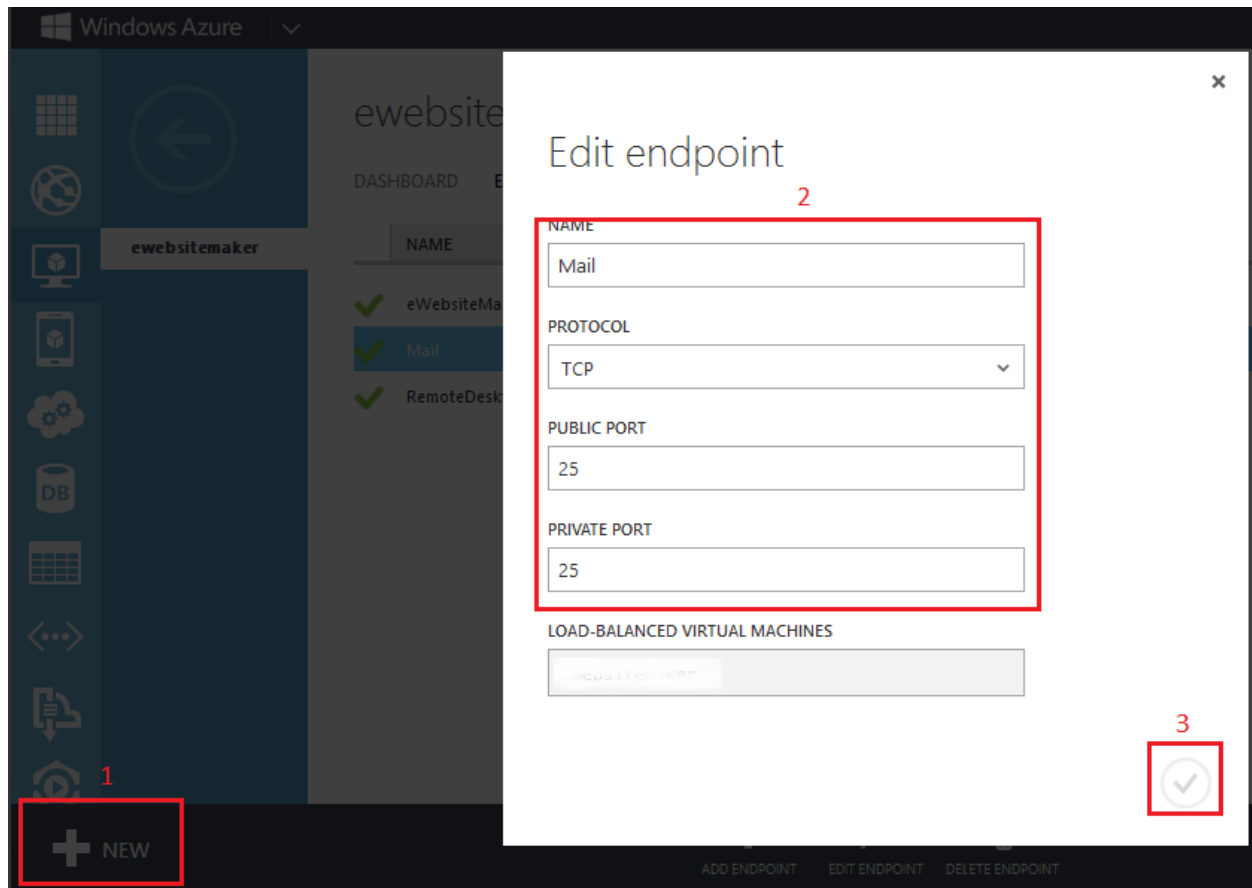 Windows Azure
ewebsite
DASHBOARD E
ewebsitemaker
NAME
eWebsiteMa
Mail
RemoteDesk
DB
1
NEW
×
Edit endpoint
2
NAME
Mail
PROTOCOL
TCP
PUBLIC PORT
25
PRIVATE PORT
25
LOAD-BALANCED VIRTUAL MACHINES
3
ADD ENDPOINT EDIT ENDPOINT DELETE ENDPOINT